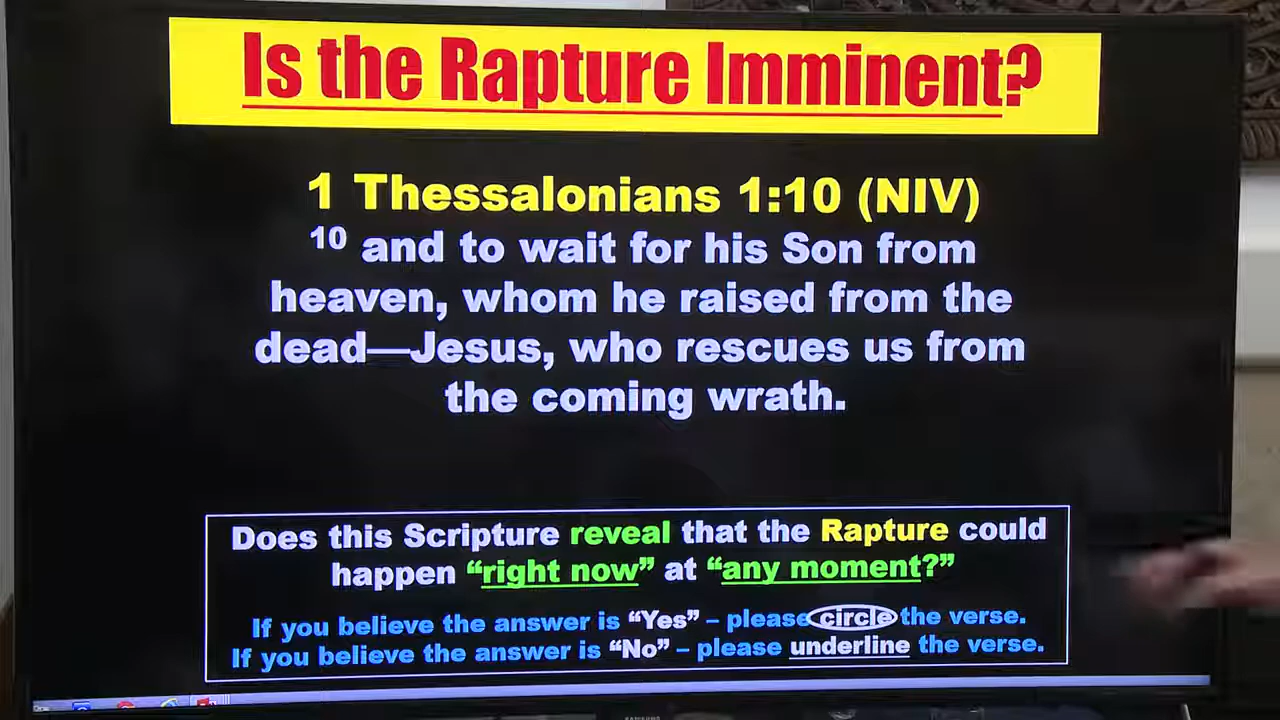 Is the Rapture Imminent?
1 Thessalonians 1:10 (NIV)
10 and to wait for his Son from
heaven, whom he raised from the
dead—Jesus, who rescues us from
the coming wrath.
Does this Scripture reveal that the Rapture could
happen “right now” at “any moment?”
If you believe the answer is “Yes” – please circle the verse.
If you believe the answer is “No” – please underline the verse.
SAMSUNG